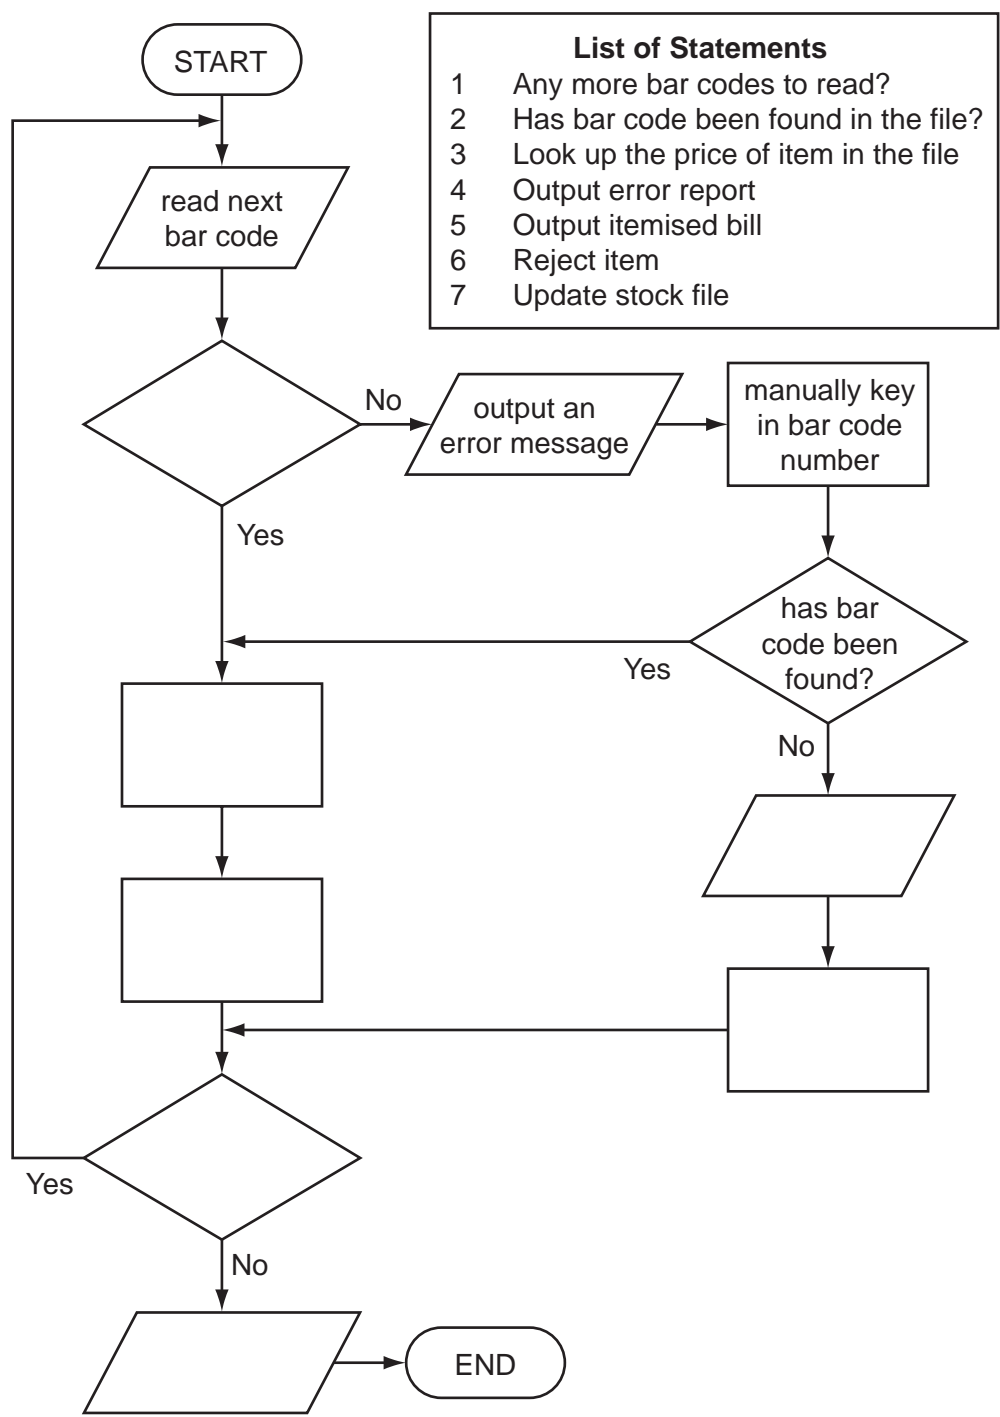 START
List of Statements
1 Any more bar codes to read?
2 Has bar code been found in the file?
3 Look up the price of item in the file
4 Output error report
5 Output itemised bill
6 Reject item
7 Update stock file
read next
bar code
No
output an
error message
manually key
in bar code
number
Yes
has bar
code been
found?
Yes
No
Yes
No
END